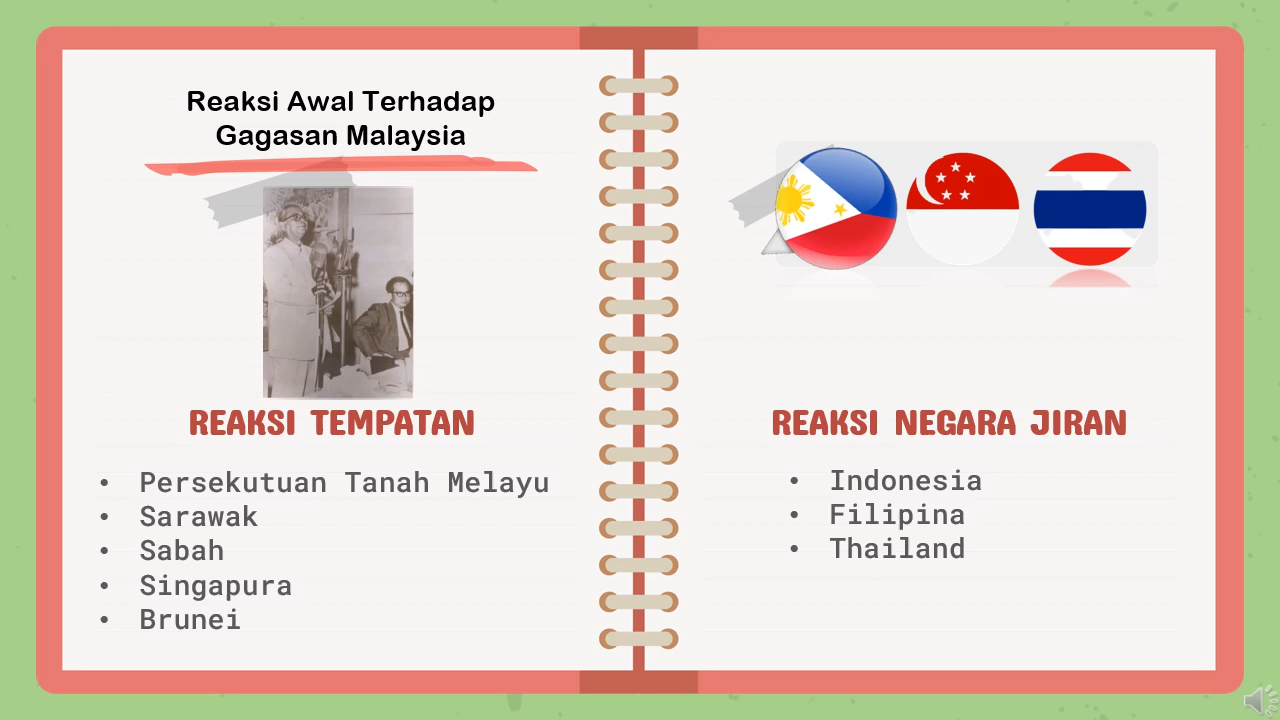 Reaksi Awal Terhadap
Gagasan Malaysia
REAKSI TEMPATAN
• Persekutuan Tanah Melayu
• Sarawak
• Sabah
• Singapura
• Brunei
REAKSI NEGARA JIRAN
• Indonesia
• Filipina
• Thailand